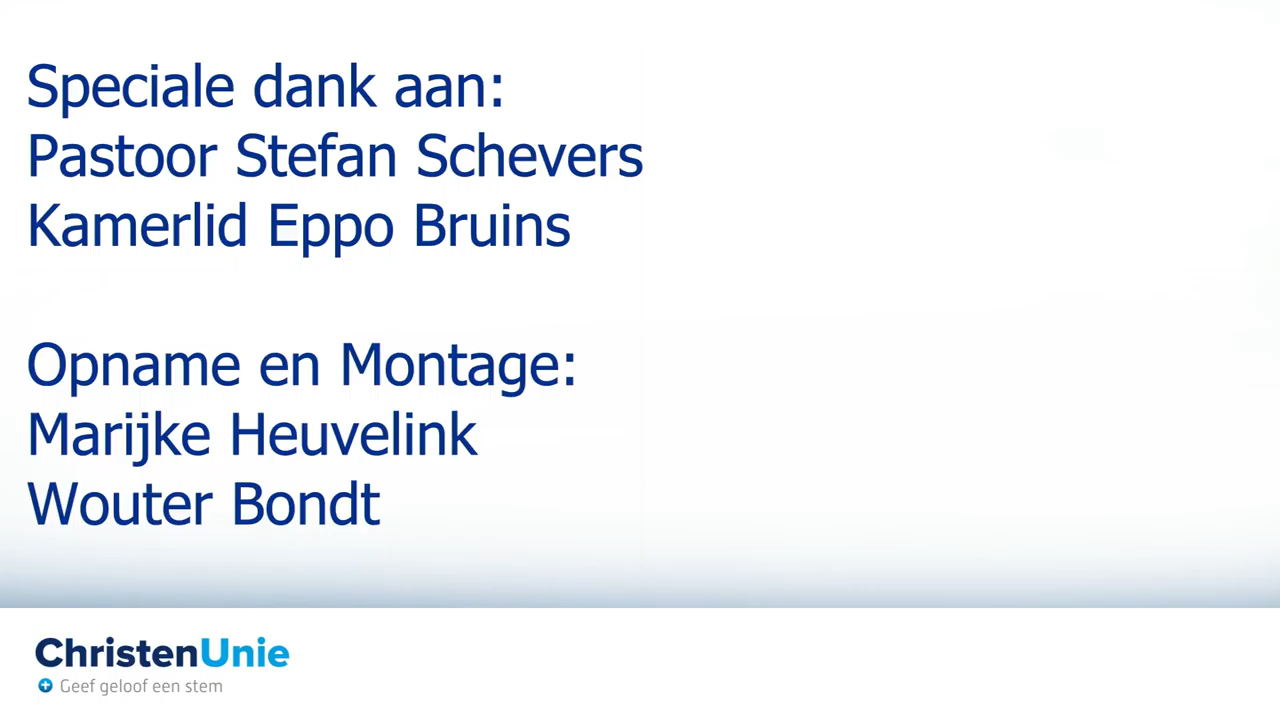 Speciale dank aan:
Pastoor Stefan Schevers
Kamerlid Eppo Bruins
Opname en Montage:
Marijke Heuvelink
Wouter Bondt
ChristenUnie
Geef geloof een stem